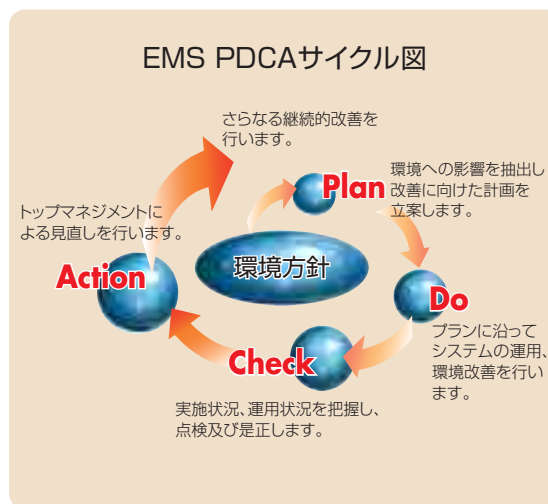 EMS PDCAサイクル図
さらなる継続的改善を
行います。
Plan
環境への影響を抽出し
改善に向けた計画を
立案します。
トップマネジメントに
よる見直しを行います。
環境方針
Action
Do
プランに沿って
システムの運用、
環境改善を行い
ます。
Check
実施状況、運用状況を把握し、
点検及び是正します。